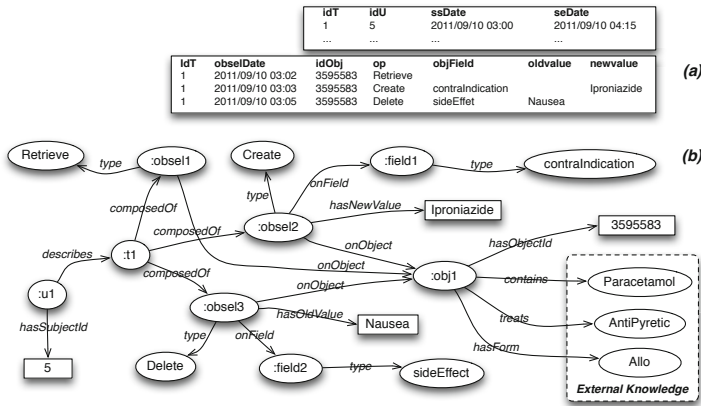 idT idU ssDate seDate
1 5 2011/09/10 03:00 2011/09/10 04:15
... ... ... ...
IdT obselDate idObj op objField oldvalue newvalue
1 2011/09/10 03:02 3595583 Retrieve
1 2011/09/10 03:03 3595583 Create contraIndication Iproniazide
1 2011/09/10 03:05 3595583 Delete sideEffet Nausea
(a)
(b)
Retrieve
type
:obsel1
Create
:field1
type
contraIndication
onField
type
composedOf
hasNewValue
Iproniazide
:obsel2
composedOf
3595583
hasObjectId
onObject
describes
:t1
onObject
:obj1
contains
Paracetamol
composedOf
onObject
:u1
:obsel3
treats
AntiPyretic
hasOldValue
Nausea
hasSubjectId
type
onField
hasForm
Allo
5
Delete
:field2
type
sideEffect
External Knowledge